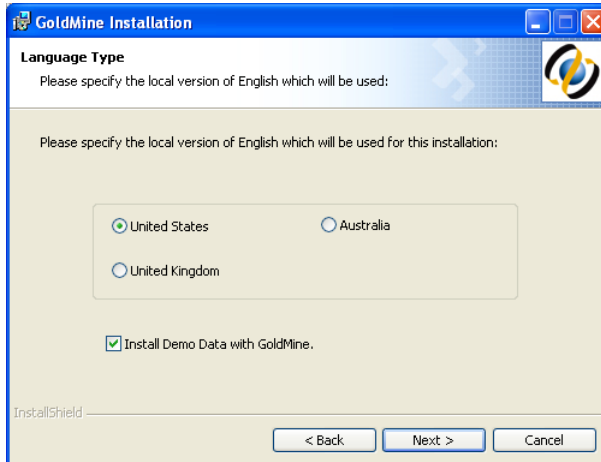 GoldMine Installation
Language Type
Please specify the local version of English which will be used:
Please specify the local version of English which will be used for this installation:
United States
Australia
United Kingdom
Install Demo Data with GoldMine.
InstallShield
< Back
Next >
Cancel